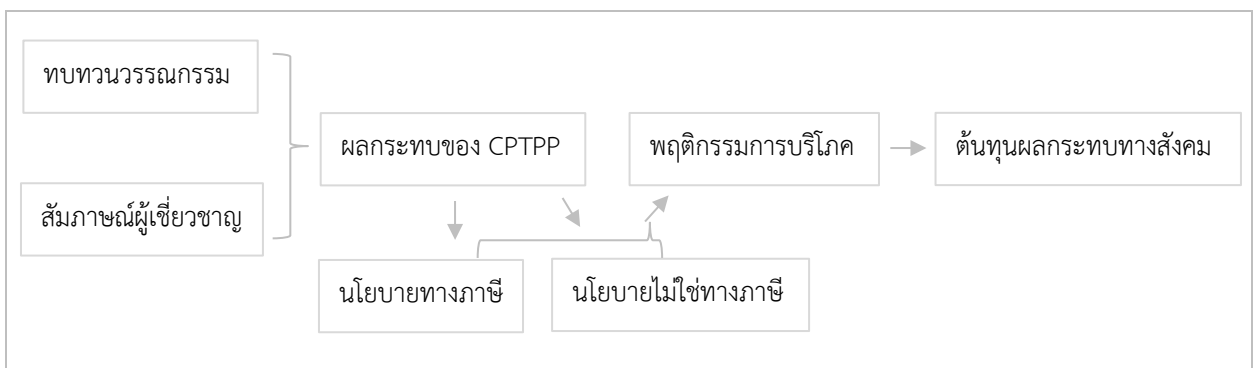 ทบทวนวรรณกรรม
สัมภาษณ์ผู้เชี่ยวชาญ
ผลกระทบของ CPTPP
นโยบายทางภาษี
นโยบายไม่ใช่ทางภาษี
พฤติกรรมการบริโภค
ต้นทุนผลกระทบทางสังคม